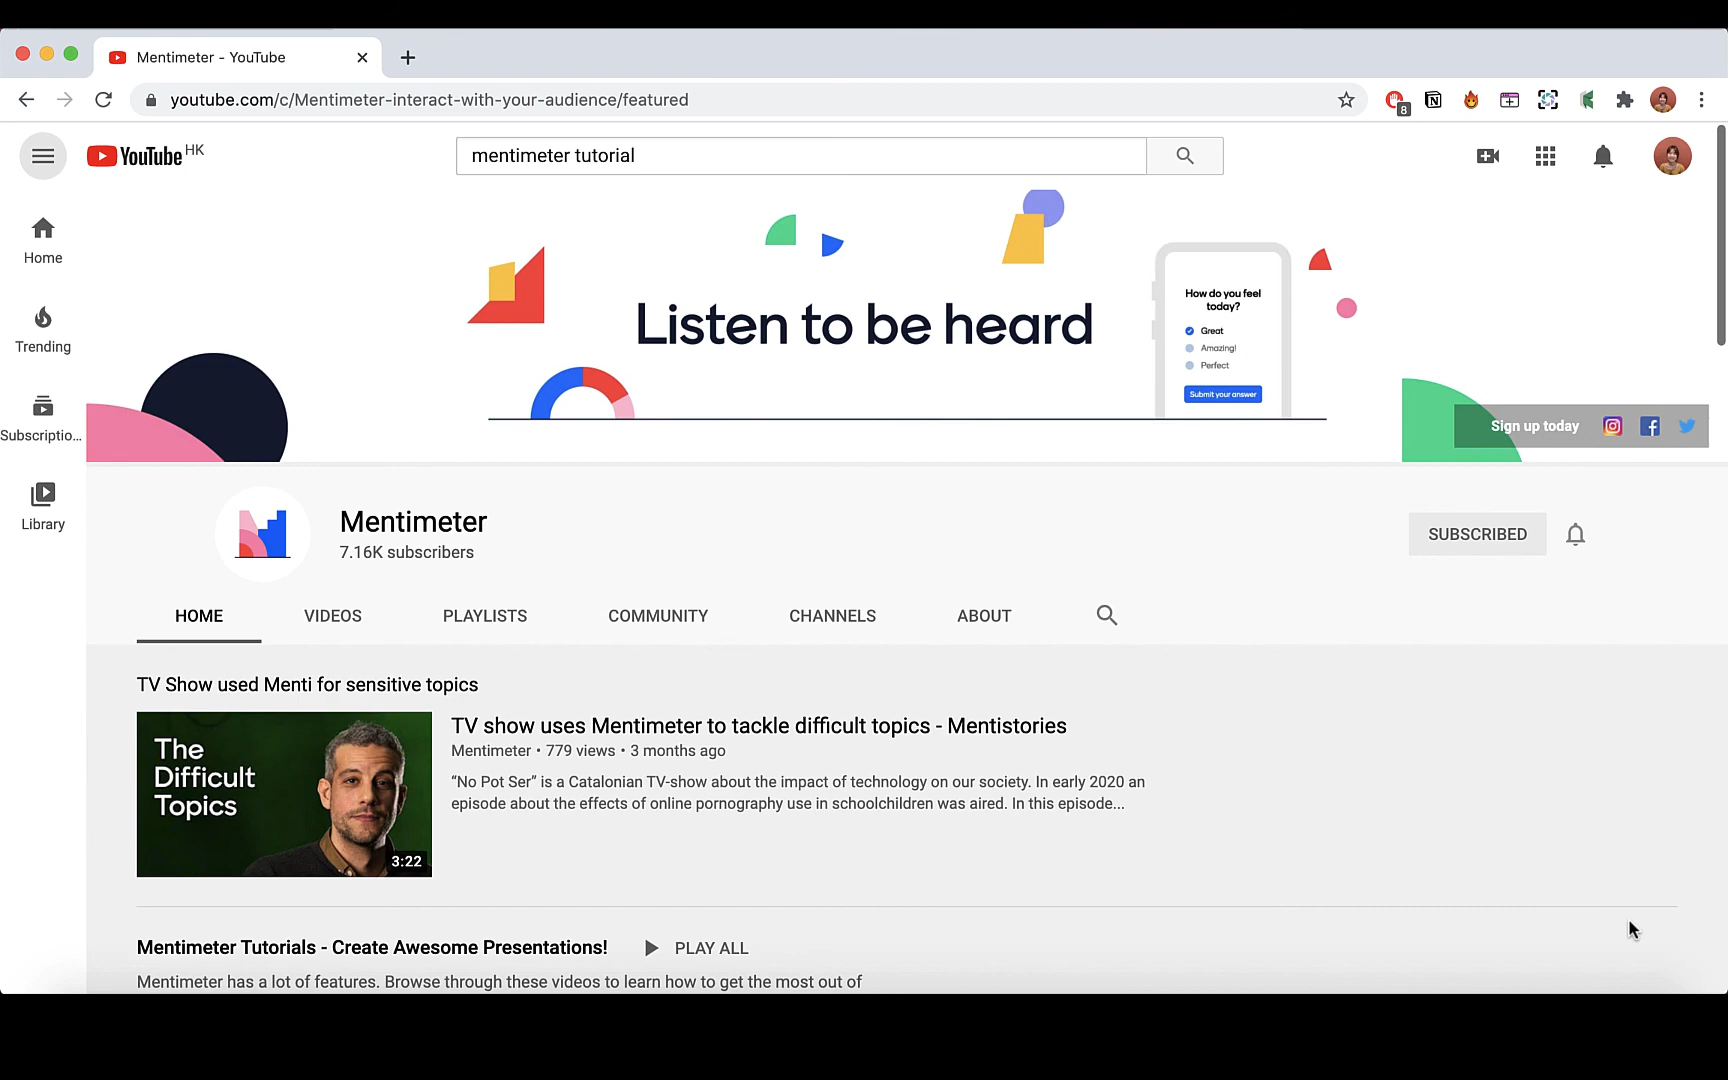 Mentimeter - YouTube
youtube.com/c/Mentimeter-interact-with-your-audience/featured
8
YouTube HK
mentimeter tutorial
Home
Trending
Subscriptio...
Library
Listen to be heard
How do you feel
today?
Great
Amazing!
Perfect
Submit your answer
Sign up today
Mentimeter
7.16K subscribers
SUBSCRIBED
HOME VIDEOS PLAYLISTS COMMUNITY CHANNELS ABOUT
TV Show used Menti for sensitive topics
The
Difficult
Topics
3:22
TV show uses Mentimeter to tackle difficult topics - Mentistories
Mentimeter • 779 views • 3 months ago
“No Pot Ser” is a Catalonian TV-show about the impact of technology on our society. In early 2020 an
episode about the effects of online pornography use in schoolchildren was aired. In this episode...
Mentimeter Tutorials - Create Awesome Presentations! PLAY ALL
Mentimeter has a lot of features. Browse through these videos to learn how to get the most out of